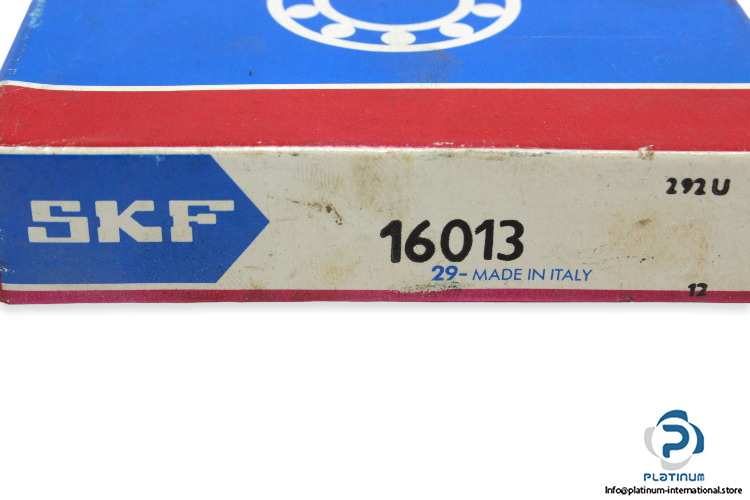 292U
SKF
16013
29- MADE IN ITALY
12
PLATINUM
Info@platinum-international.store